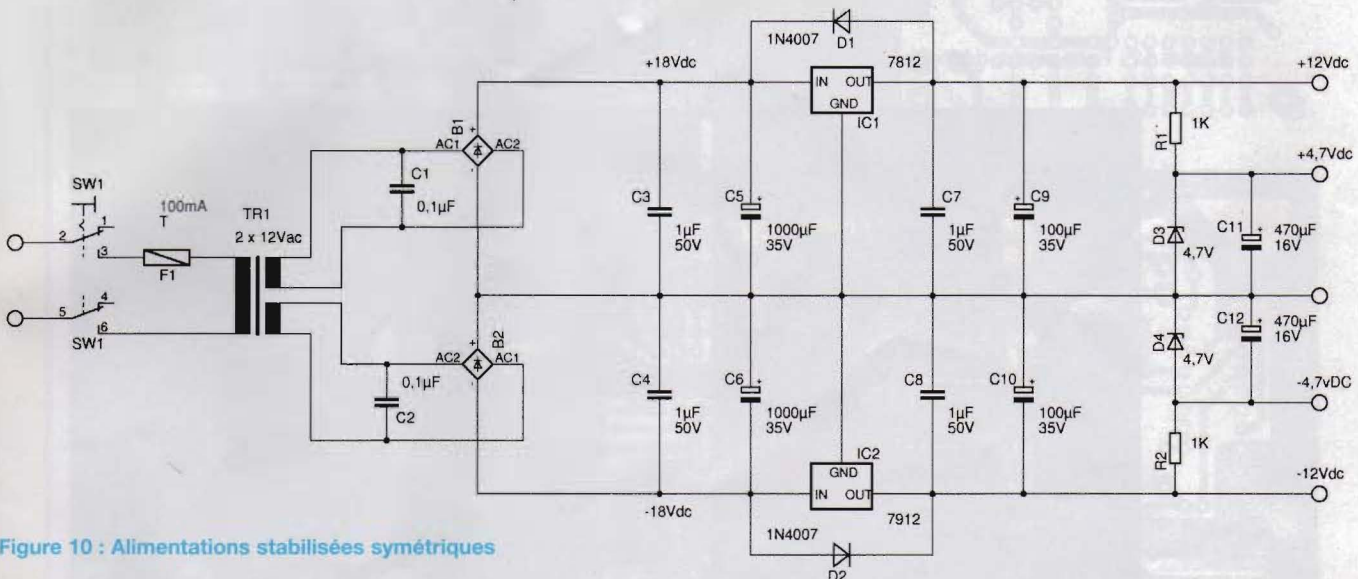 1N4007
D1
7812
+18Vdc
IN OUT
GND
IC1
+12Vdc
R1
1K
+4,7Vdc
B1
+
AC1
AC2
C1
0,1µF
SW1
1
2
3
100mA
T
F1
TR1
2 x 12Vac
C3
1µF
50V
C5
+
1000µF
35V
C7
1µF
50V
C9
+
100µF
35V
D3
4,7V
C11
+
470µF
16V
4
5
6
SW1
B2
+
AC2
AC1
0,1µF
C2
C4
1µF
50V
C6
+
1000µF
35V
C8
1µF
50V
C10
+
100µF
35V
D4
4,7V
C12
+
470µF
16V
-4,7vDC
R2
1K
IC2
GND
IN OUT
7912
-18Vdc
-12Vdc
1N4007
D2
Figure 10 : Alimentations stabilisées symétriques